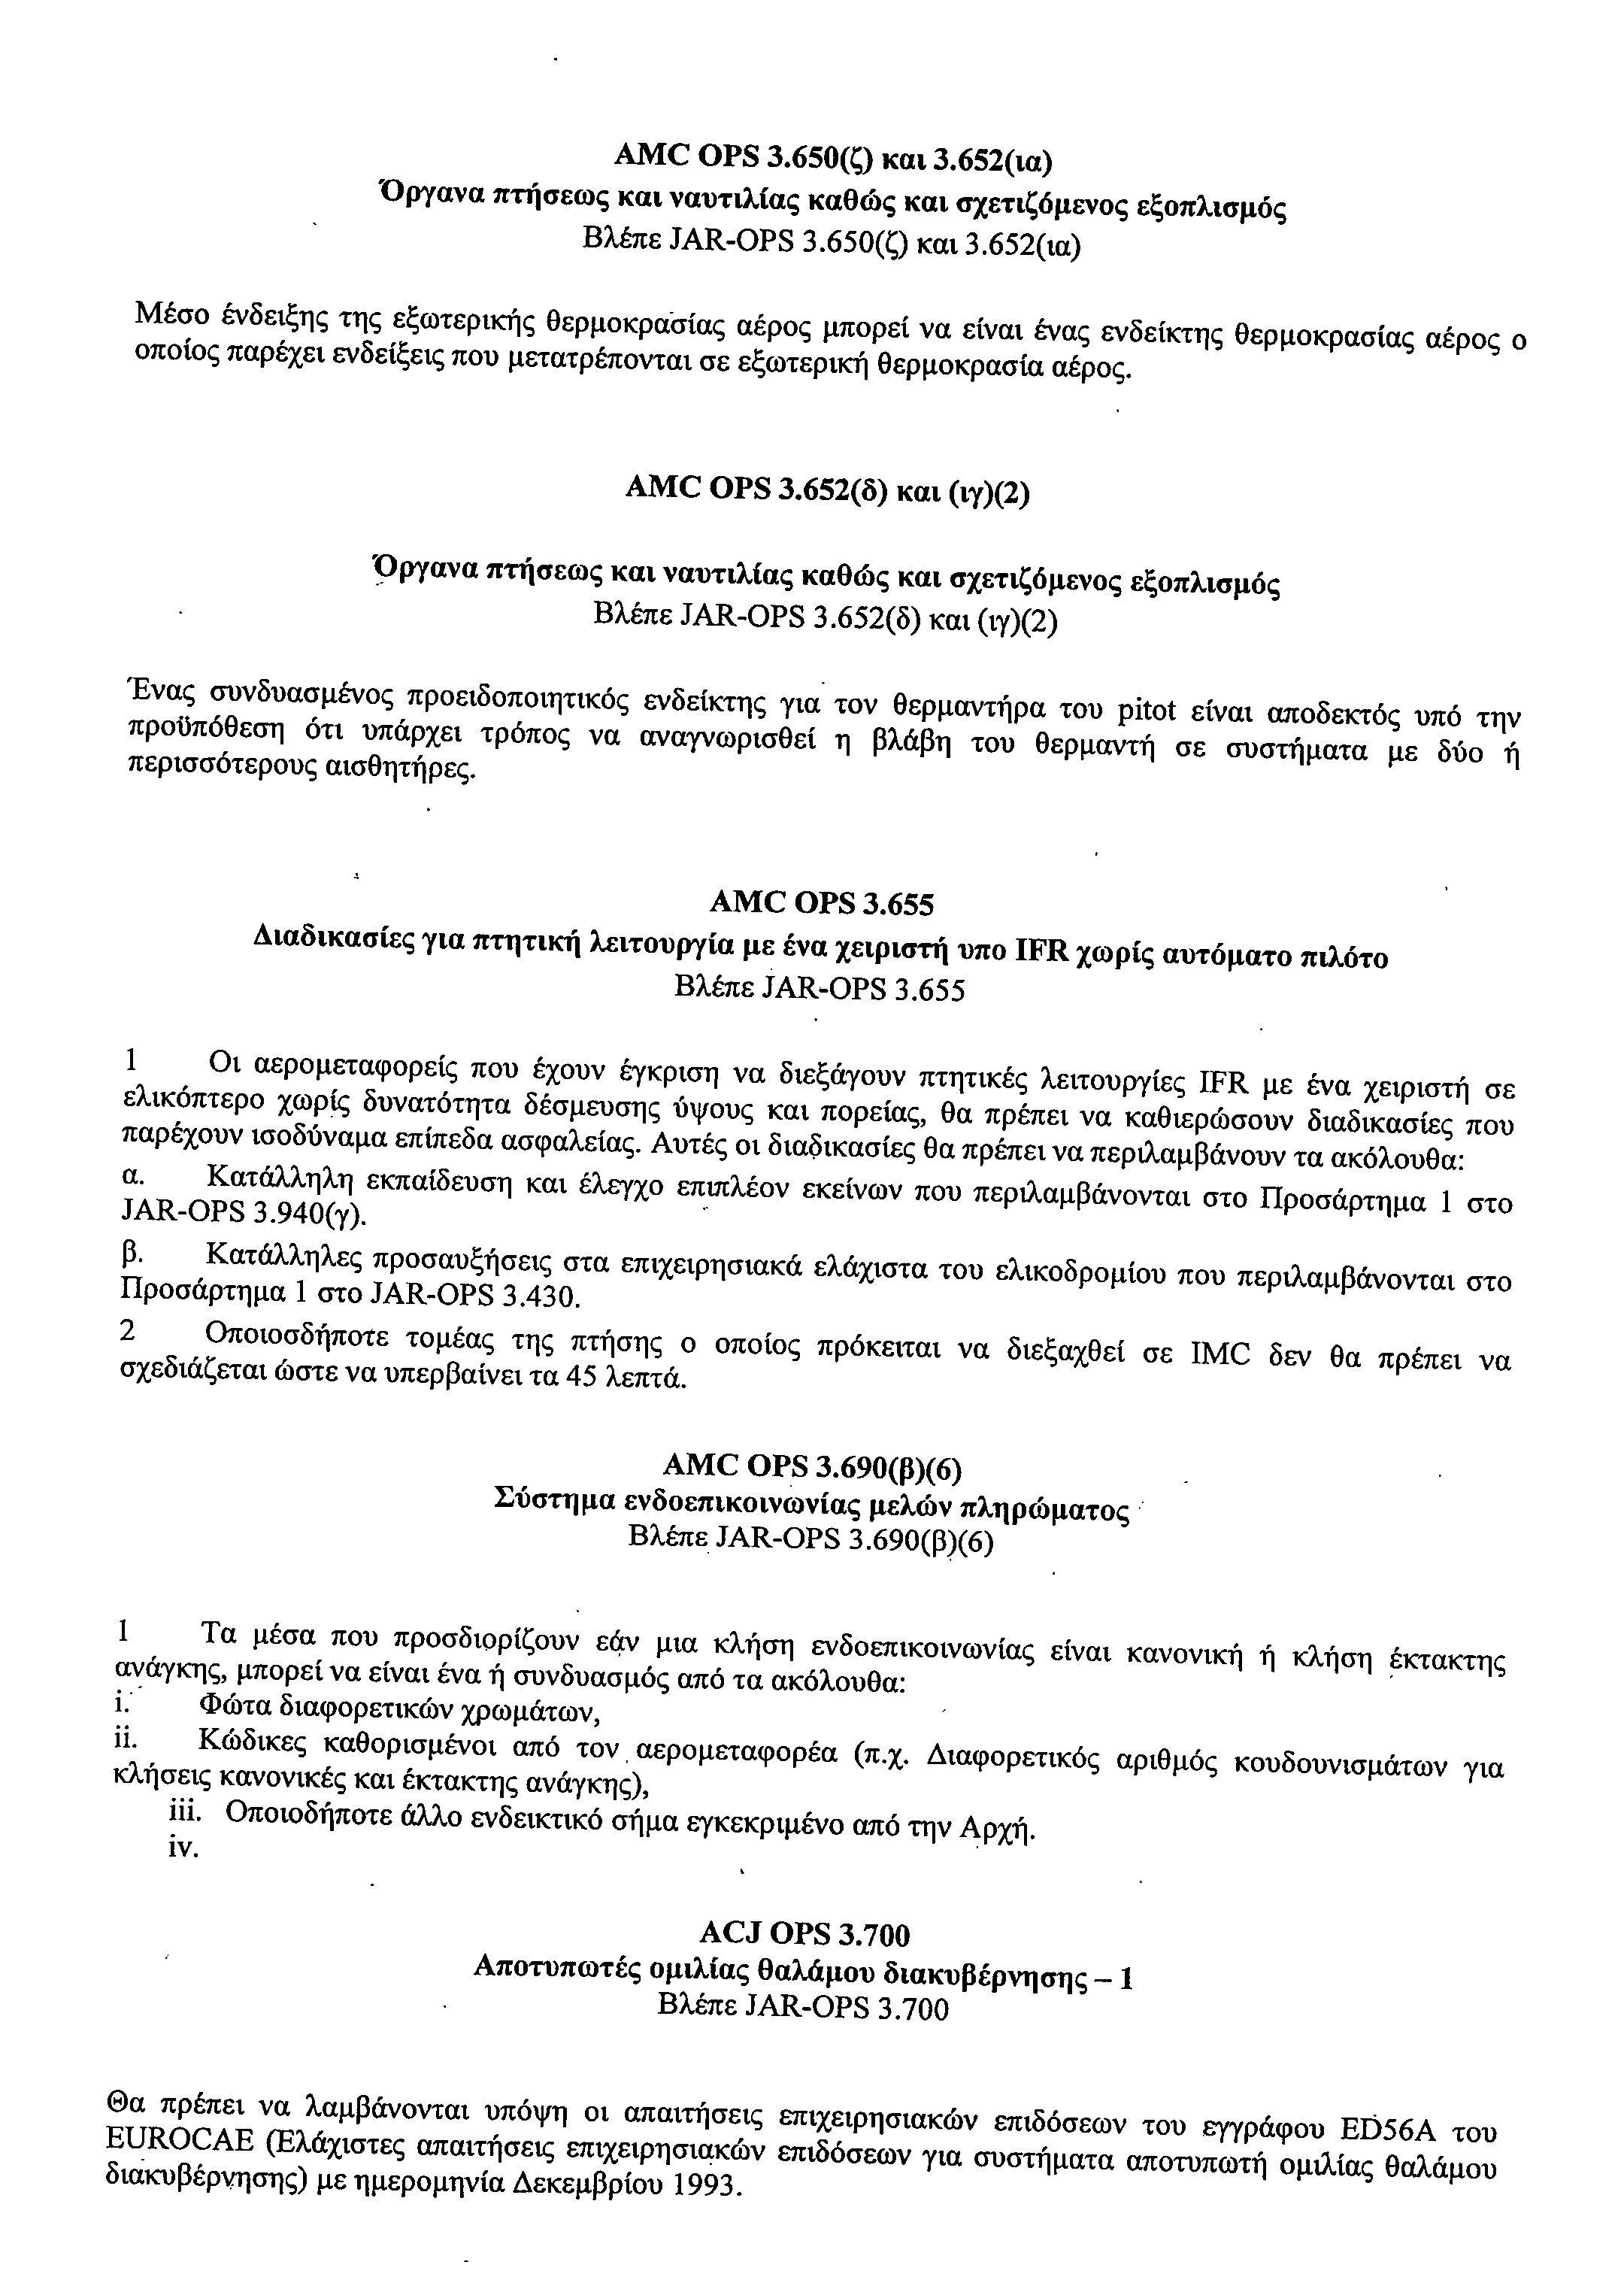 AMC OPS 3.650(ζ) και 3.652(ια)
Όργανα πτήσεως και ναυτιλίας καθώς και σχετιζόμενος εξοπλισμός
Βλέπε JAR-OPS 3.650(ζ) και 3.652(ια)
Μέσο ένδειξης της εξωτερικής θερμοκρασίας αέρος μπορεί να είναι ένας ενδείκτης θερμοκρασίας αέρος ο
οποίος παρέχει ενδείξεις που μετατρέπονται σε εξωτερική θερμοκρασία αέρος.
AMC OPS 3.652(δ) και (ιγ)(2)
Όργανα πτήσεως και ναυτιλίας καθώς και σχετιζόμενος εξοπλισμός
Βλέπε JAR-OPS 3.652(δ) και (ιγ)(2)
Ένας συνδυασμένος προειδοποιητικός ενδείκτης για τον θερμαντήρα του pitot είναι αποδεκτός υπό την
προϋπόθεση ότι υπάρχει τρόπος να αναγνωρισθεί η βλάβη του θερμαντή σε συστήματα με δύο ή
περισσότερους αισθητήρες.
AMC OPS 3.655
Διαδικασίες για πτητική λειτουργία με ένα χειριστή υπο IFR χωρίς αυτόματο πιλότο
Βλέπε JAR-OPS 3.655
1 Οι αερομεταφορείς που έχουν έγκριση να διεξάγουν πτητικές λειτουργίες IFR με ένα χειριστή σε
ελικόπτερο χωρίς δυνατότητα δέσμευσης ύψους και πορείας, θα πρέπει να καθιερώσουν διαδικασίες που
παρέχουν ισοδύναμα επίπεδα ασφαλείας. Αυτές οι διαδικασίες θα πρέπει να περιλαμβάνουν τα ακόλουθα:
α. Κατάλληλη εκπαίδευση και έλεγχο επιπλέον εκείνων που περιλαμβάνονται στο Προσάρτημα 1 στο
JAR-OPS 3.940(γ).
β. Κατάλληλες προσαυξήσεις στα επιχειρησιακά ελάχιστα του ελικοδρομίου που περιλαμβάνονται στο
Προσάρτημα 1 στο JAR-OPS 3.430.
2 Οποιοσδήποτε τομέας της πτήσης ο οποίος πρόκειται να διεξαχθεί σε IMC δεν θα πρέπει να
σχεδιάζεται ώστε να υπερβαίνει τα 45 λεπτά.
AMC OPS 3.690(β)(6)
Σύστημα ενδοεπικοινωνίας μελών πληρώματος
Βλέπε JAR-OPS 3.690(β)(6)
1 Τα μέσα που προσδιορίζουν εάν μια κλήση ενδοεπικοινωνίας είναι κανονική ή κλήση έκτακτης
ανάγκης, μπορεί να είναι ένα ή συνδυασμός από τα ακόλουθα:
i. Φώτα διαφορετικών χρωμάτων,
ii. Κώδικες καθορισμένοι από τον αερομεταφορέα (π.χ. Διαφορετικός αριθμός κουδουνισμάτων για
κλήσεις κανονικές και έκτακτης ανάγκης),
iii. Οποιοδήποτε άλλο ενδεικτικό σήμα εγκεκριμένο από την Αρχή.
iv.
ACJ OPS 3.700
Αποτυπωτές ομιλίας θαλάμου διακυβέρνησης – 1
Βλέπε JAR-OPS 3.700
Θα πρέπει να λαμβάνονται υπόψη οι απαιτήσεις επιχειρησιακών επιδόσεων του εγγράφου ED56A του
EUROCAE (Ελάχιστες απαιτήσεις επιχειρησιακών επιδόσεων για συστήματα αποτυπωτή ομιλίας θαλάμου
διακυβέρνησης) με ημερομηνία Δεκεμβρίου 1993.